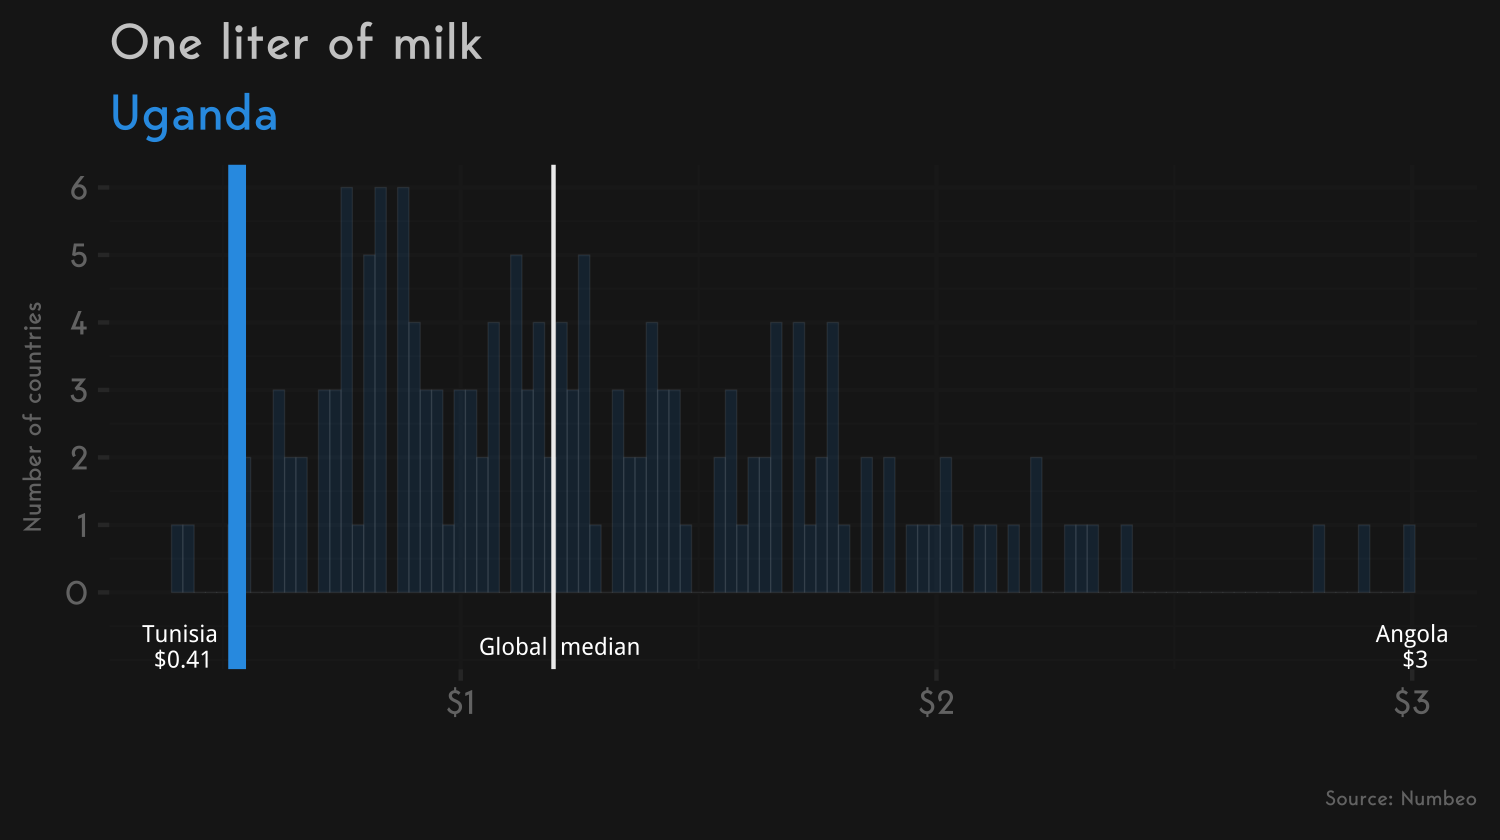 One liter of milk
Uganda
Number of countries
6
5
4
3
2
1
0
Tunisia
$0.41
Global median
Angola
$3
$1
$2
$3
Source: Numbeo